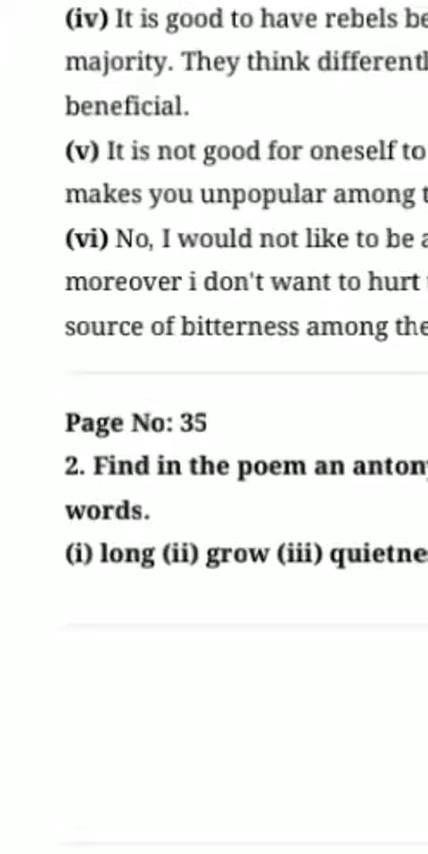 (iv) It is good to have rebels be
majority. They think differentl
beneficial.
(v) It is not good for oneself to
makes you unpopular among t
(vi) No, I would not like to be a
moreover i don't want to hurt
source of bitterness among the
Page No: 35
2. Find in the poem an anton
words.
(i) long (ii) grow (iii) quietne